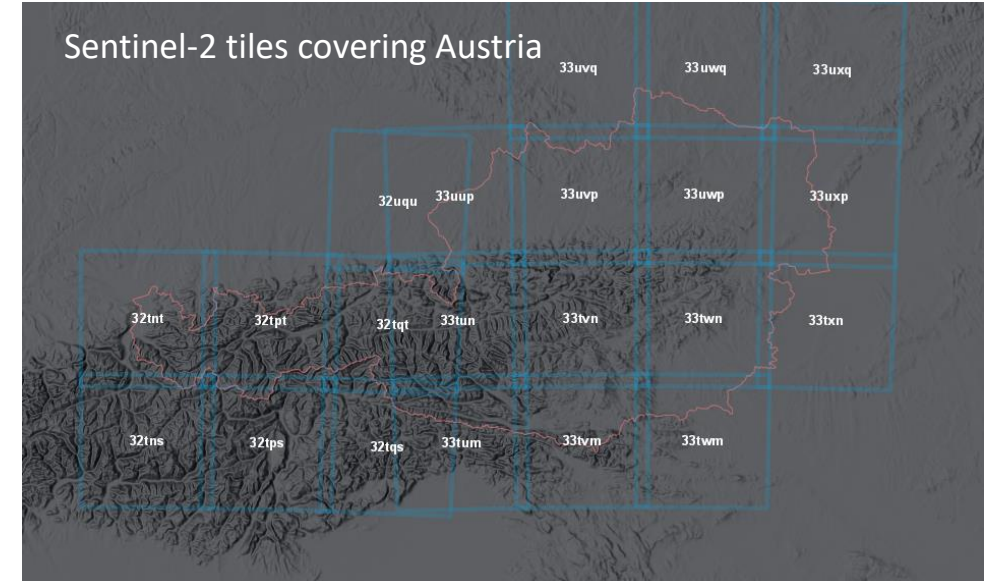 Sentinel-2 tiles covering Austria
33uvq 33uwq 33uxq
32uqu 33uup 33uvp 33uwp 33uxp
32tnt 32tpt 32tqt 33tun 33tvn 33twn 33txn
32tns 32tps 32tqs 33tum 33tvm 33twm